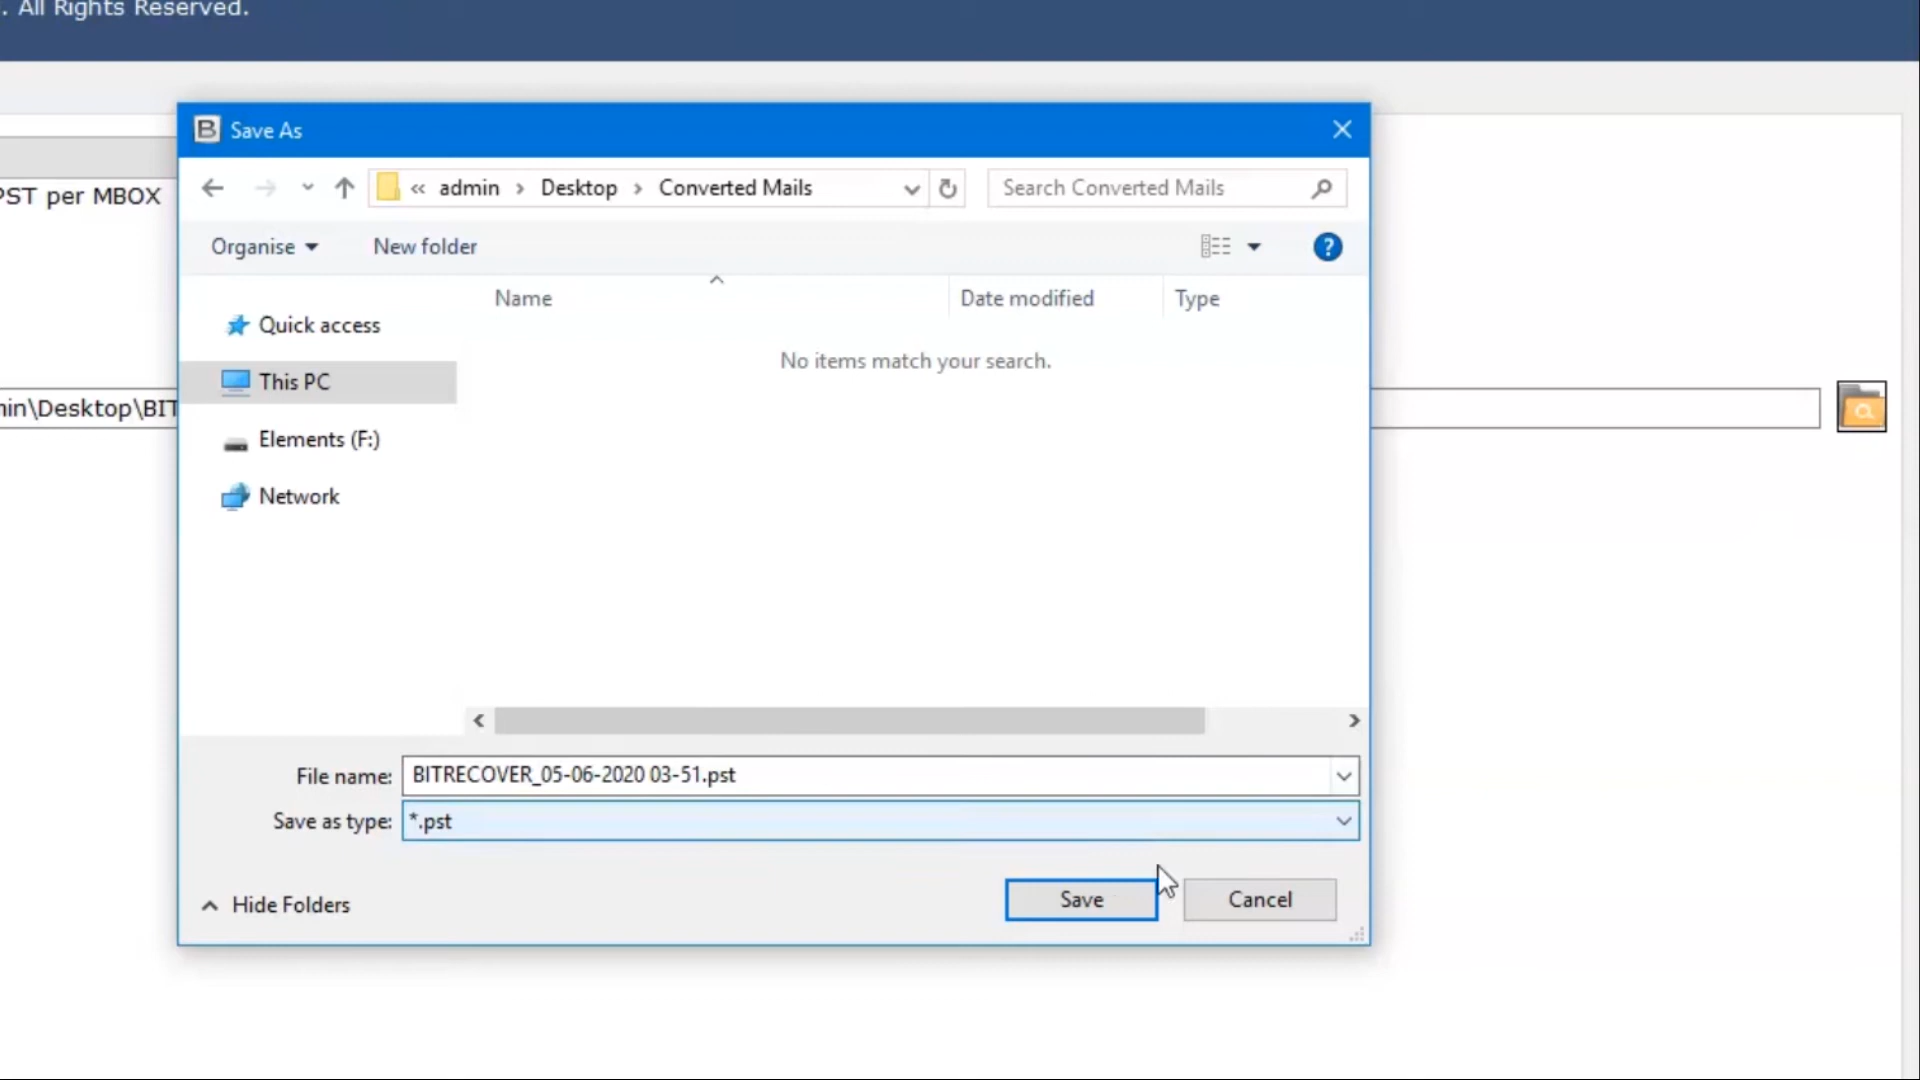 . All Rights Reserved.
B Save As
« admin › Desktop › Converted Mails
Search Converted Mails
PST per MBOX
Organise
New folder
?
Name
Date modified
Type
Quick access
No items match your search.
This PC
min\Desktop\BIT
Elements (F:)
Network
File name: BITRECOVER_05-06-2020 03-51.pst
Save as type: *.pst
Hide Folders
Save
Cancel